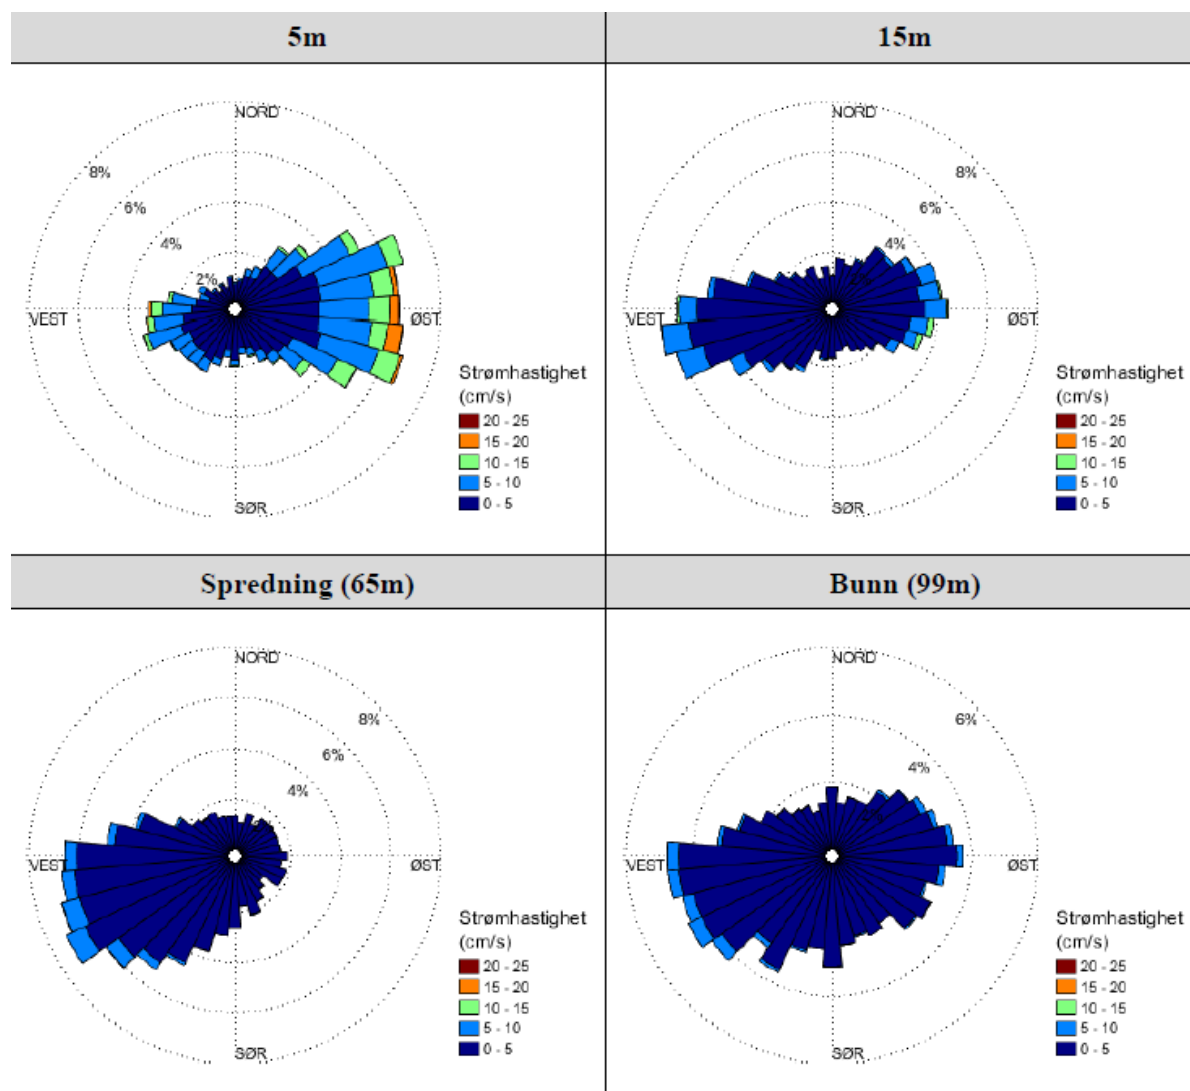 5m
15m
NORD
8%
6%
4%
2%
VEST
ØST
SØR
Strømhastighet
(cm/s)
20 - 25
15 - 20
10 - 15
5 - 10
0 - 5
NORD
8%
6%
4%
VEST
ØST
SØR
Strømhastighet
(cm/s)
20 - 25
15 - 20
10 - 15
5 - 10
0 - 5
Spredning (65m)
Bunn (99m)
NORD
8%
6%
4%
VEST
ØST
SØR
Strømhastighet
(cm/s)
20 - 25
15 - 20
10 - 15
5 - 10
0 - 5
NORD
6%
4%
VEST
ØST
SØR
Strømhastighet
(cm/s)
20 - 25
15 - 20
10 - 15
5 - 10
0 - 5